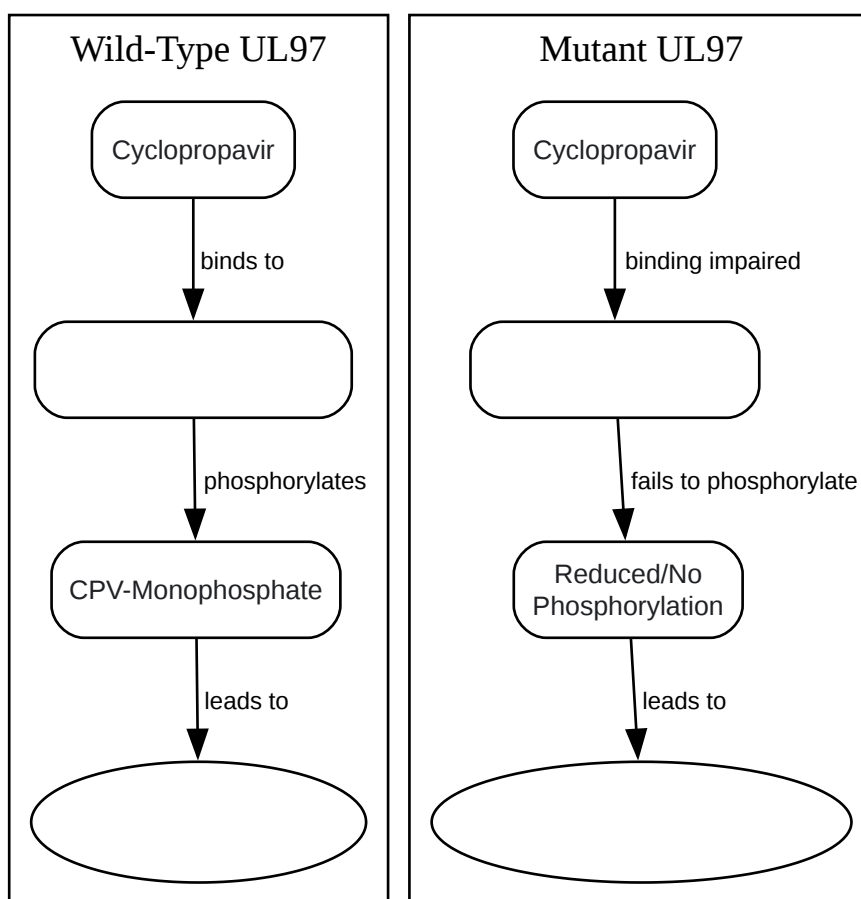 Wild-Type UL97
Cyclopropavir
binds to
phosphorylates
CPV-Monophosphate
leads to
Mutant UL97
Cyclopropavir
binding impaired
fails to phosphorylate
Reduced/No
Phosphorylation
leads to